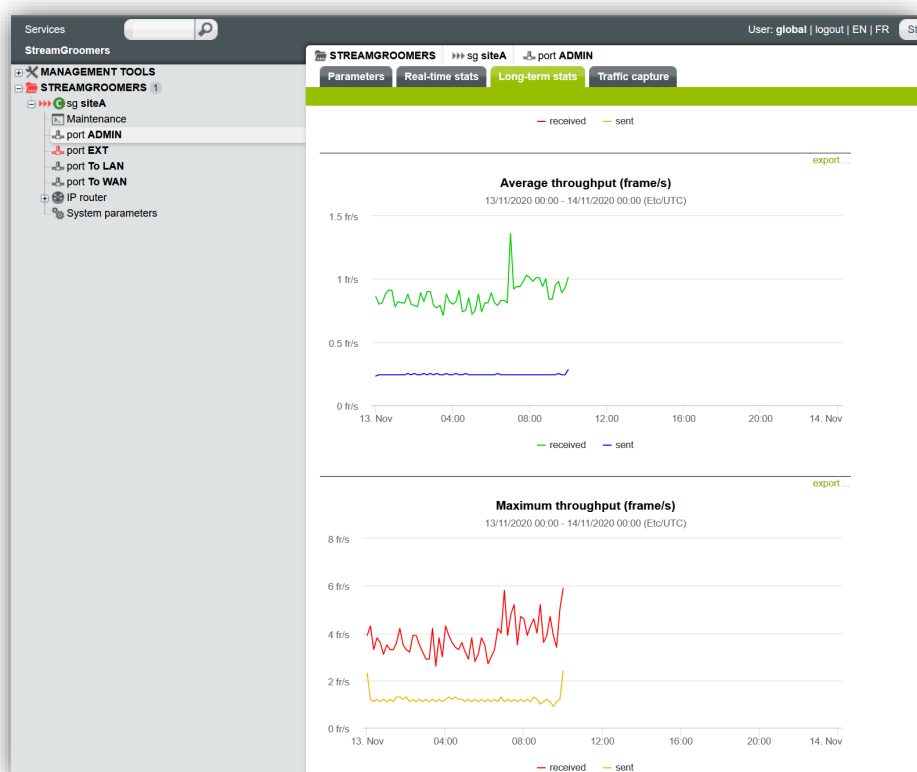 Services
User: global | logout | EN | FR
St
StreamGroomers
STREAMGROOMERS sg siteA port ADMIN
MANAGEMENT TOOLS
STREAMGROOMERS 1
sg siteA
Maintenance
port ADMIN
port EXT
port To LAN
port To WAN
IP router
System parameters
Parameters Real-time stats Long-term stats Traffic capture
received sent
export ...
Average throughput (frame/s)
13/11/2020 00:00 - 14/11/2020 00:00 (Etc/UTC)
1.5 fr/s
1 fr/s
0.5 fr/s
0 fr/s
13. Nov 04:00 08:00 12:00 16:00 20:00 14. Nov
received sent
export ...
Maximum throughput (frame/s)
13/11/2020 00:00 - 14/11/2020 00:00 (Etc/UTC)
8 fr/s
6 fr/s
4 fr/s
2 fr/s
0 fr/s
13. Nov 04:00 08:00 12:00 16:00 20:00 14. Nov
received sent